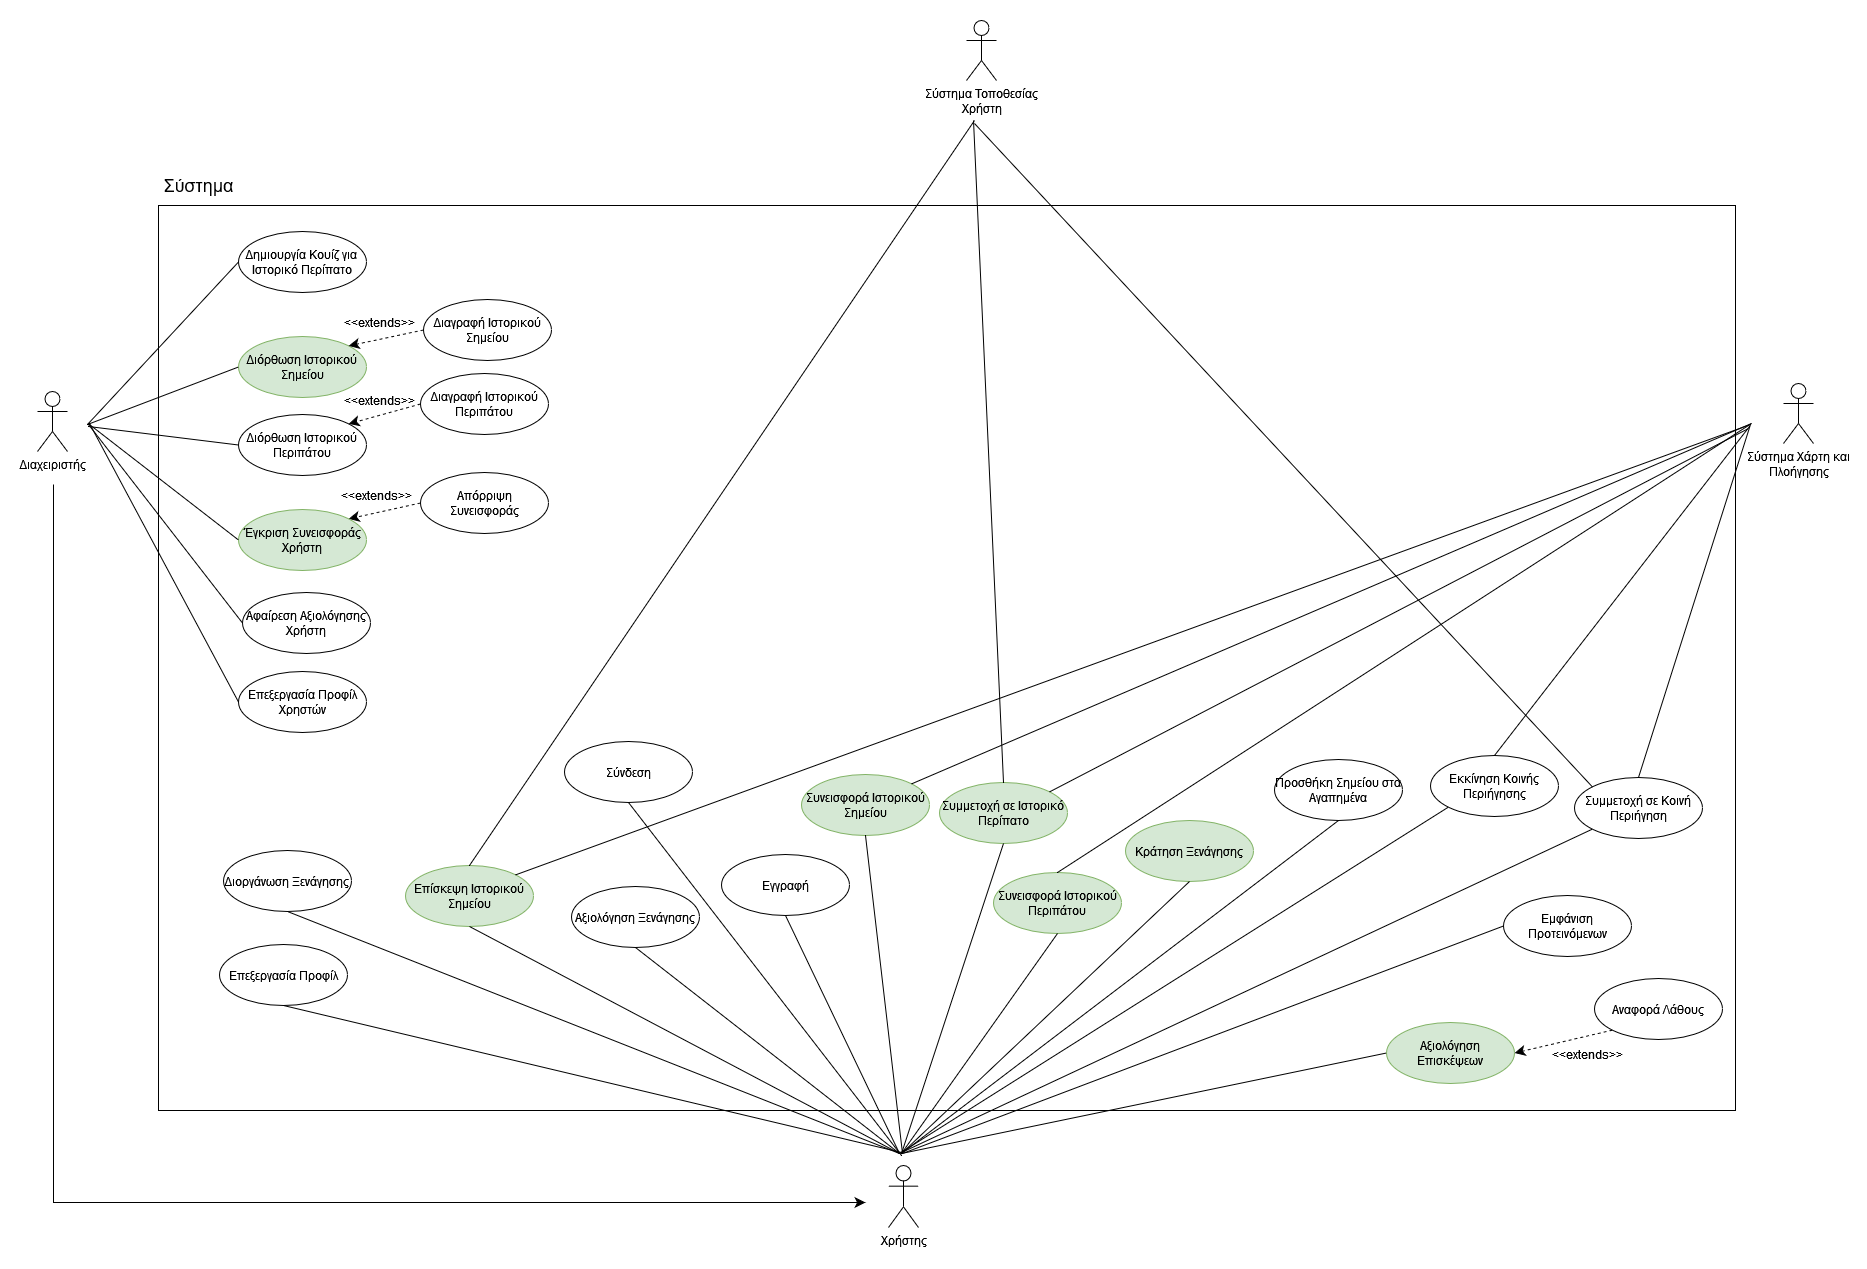 Σύστημα Τοποθεσίας
Χρήστη
Σύστημα
Δημιουργία Κουίζ για
Ιστορικό Περίπατο
<<extends>>
Διαγραφή Ιστορικού
Σημείου
Διόρθωση Ιστορικού
Σημείου
<<extends>>
Διαγραφή Ιστορικού
Περιπάτου
Διόρθωση Ιστορικού
Περιπάτου
Διαχειριστής
Σύστημα Χάρτη και
Πλοήγησης
<<extends>>
Απόρριψη
Συνεισφοράς
Έγκριση Συνεισφοράς
Χρήστη
Αφαίρεση Αξιολόγησης
Χρήστη
Επεξεργασία Προφίλ
Χρηστών
Σύνδεση
Συνεισφορά Ιστορικού
Σημείου
Συμμετοχή σε Ιστορικό
Περίπατο
Προσθήκη Σημείου στα
Αγαπημένα
Εκκίνηση Κοινής
Περιήγησης
Συμμετοχή σε Κοινή
Περιήγηση
Κράτηση Ξενάγησης
Διοργάνωση Ξενάγησης
Επίσκεψη Ιστορικού
Σημείου
Εγγραφή
Αξιολόγηση Ξενάγησης
Συνεισφορά Ιστορικού
Περιπάτου
Εμφάνιση
Προτεινόμενων
Επεξεργασία Προφίλ
Αναφορά Λάθους
Αξιολόγηση
Επισκέψεων
<<extends>>
Χρήστης